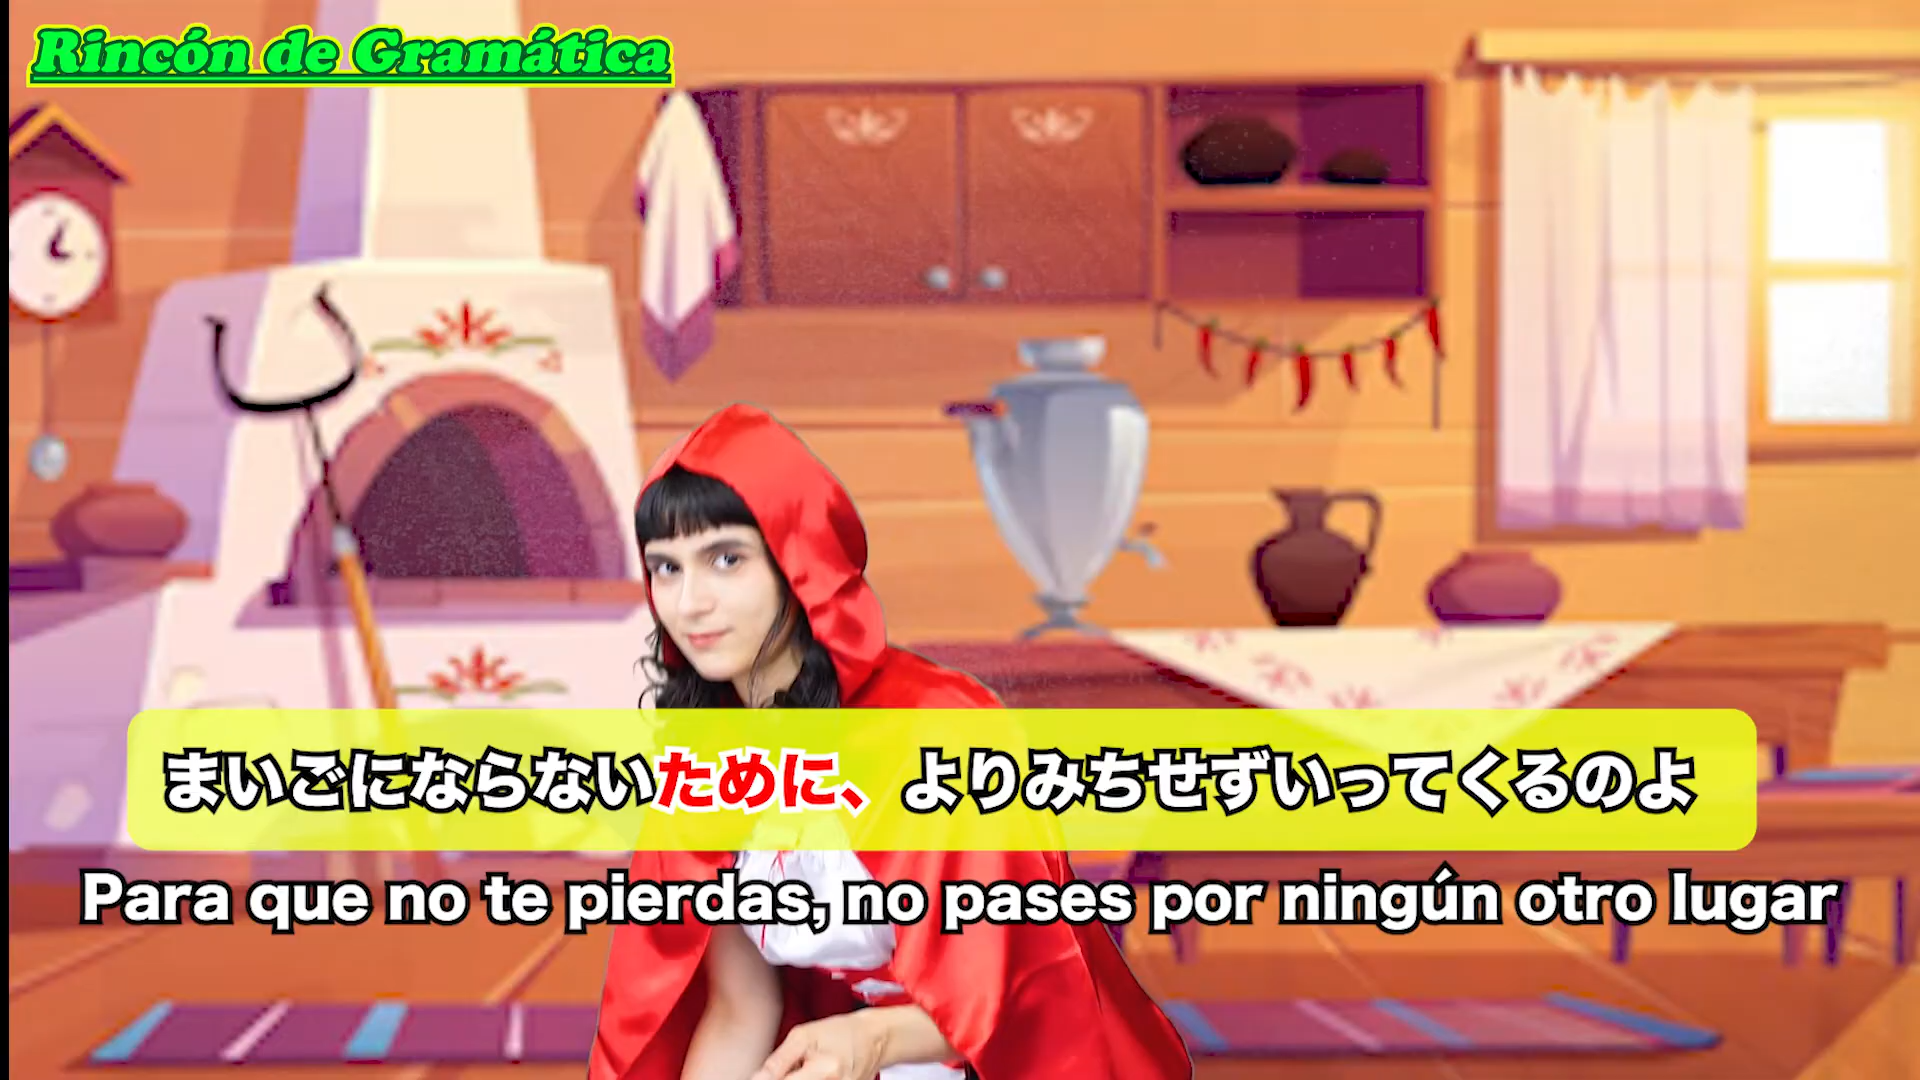 Rincón de Gramática
まいごにならないために、よりみちせずいってくるのよ
Para que no te pierdas, no pases por ningún otro lugar